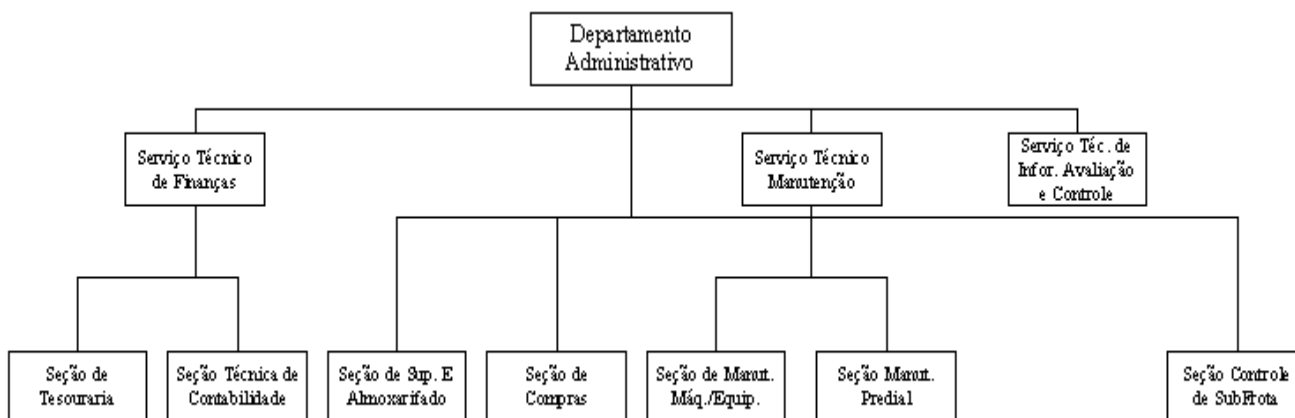 Departamento
Administrativo
Serviço Técnico
de Finanças
Serviço Técnico
Manutenção
Serviço Téc. de
Infor. Avaliação
e Controle
Seção de
Tesouraria
Seção Técnica de
Contabilidade
Seção de Sup. E
Almoxarifado
Seção de
Compras
Seção de Manut.
Máq./Equip.
Seção Manut.
Predial
Seção Controle
de SubFrota